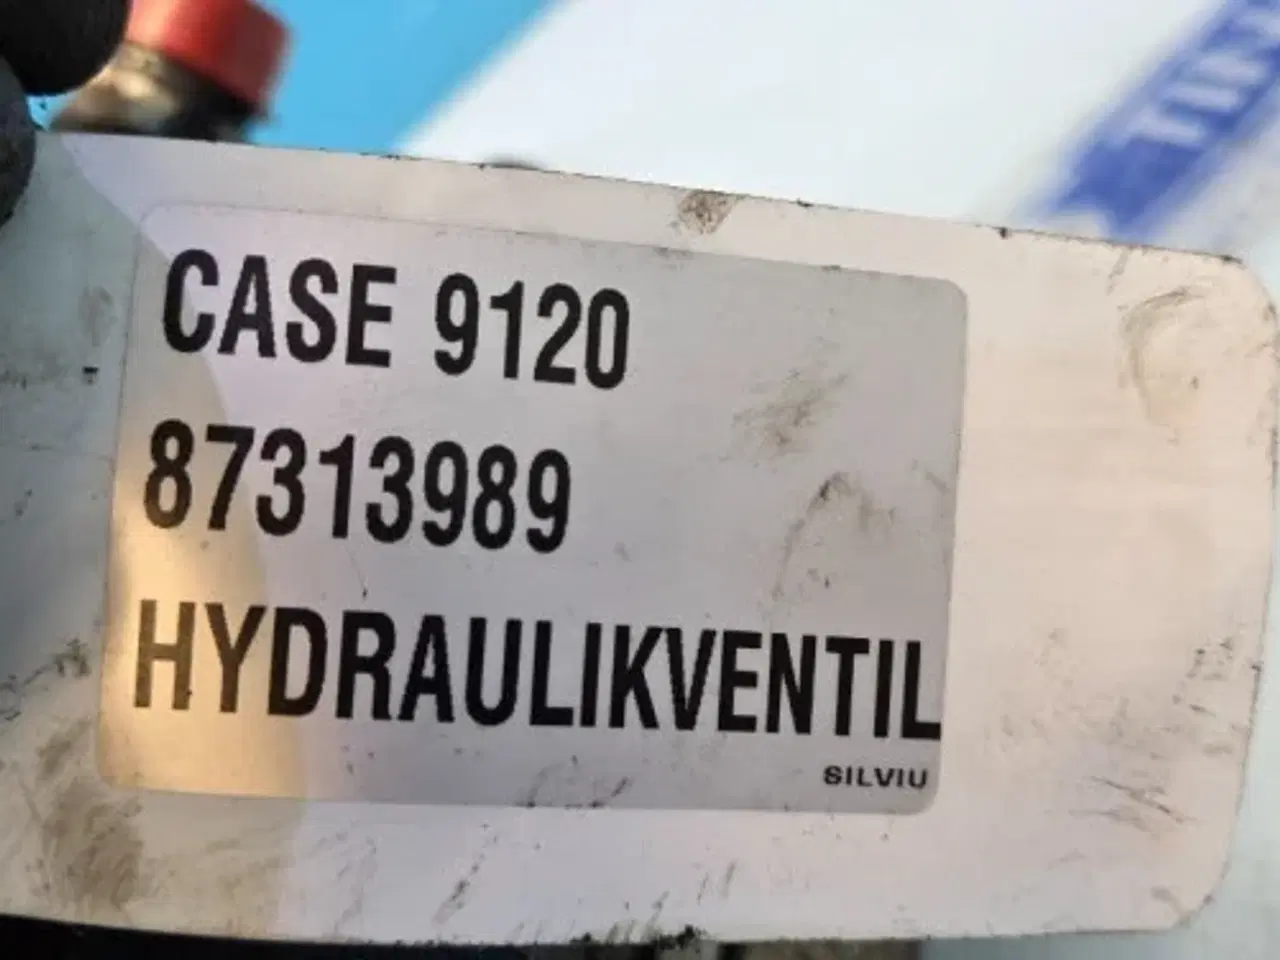 CASE 9120
87313989
HYDRAULIKVENTIL
SILVIU